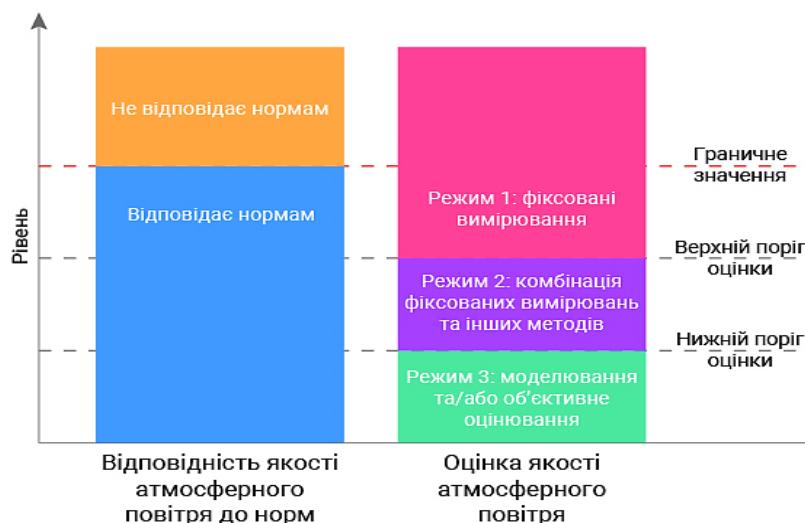 Рівень
Не відповідає нормам
Відповідає нормам
Режим 1: фіксовані
вимірювання
Режим 2: комбінація
фіксованих вимірювань
та інших методів
Режим 3: моделювання
та/або об’єктивне
оцінювання
Граничне
значення
Верхній поріг
оцінки
Нижній поріг
оцінки
Відповідність якості
атмосферного
повітря до норм
Оцінка якості
атмосферного
повітря